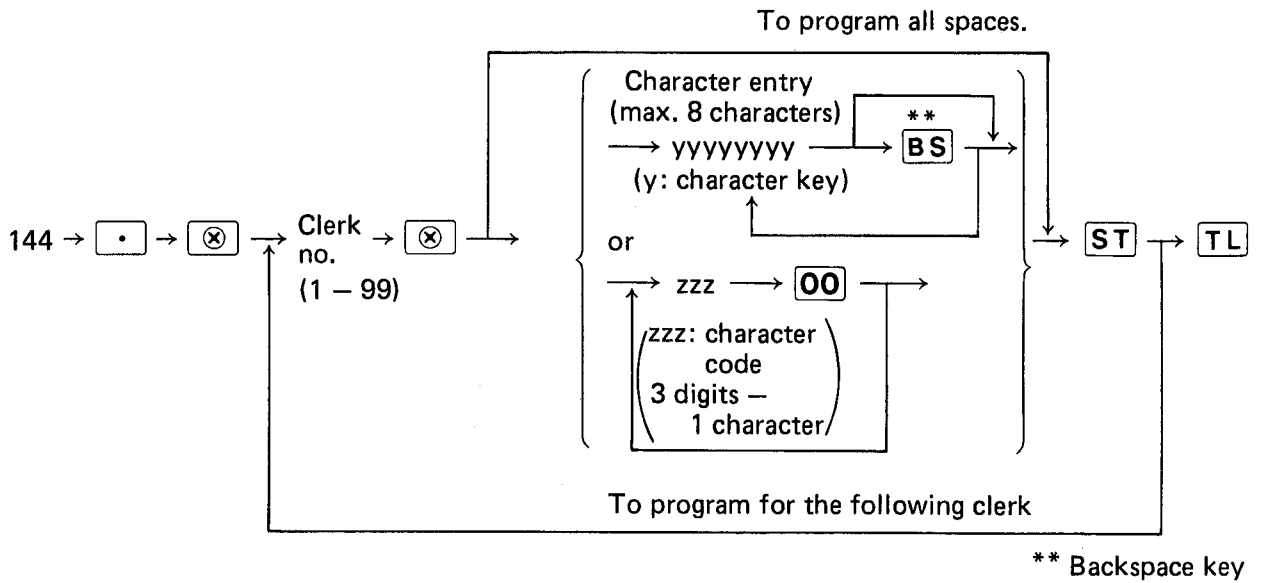 To program all spaces.
Character entry
(max. 8 characters)
**
yyyyyyyy
BS
(y: character key)
144
•
⊗
Clerk
no.
(1 – 99)
⊗
or
ST
TL
zzz
00
zzz: character
code
3 digits –
1 character
To program for the following clerk
** Backspace key